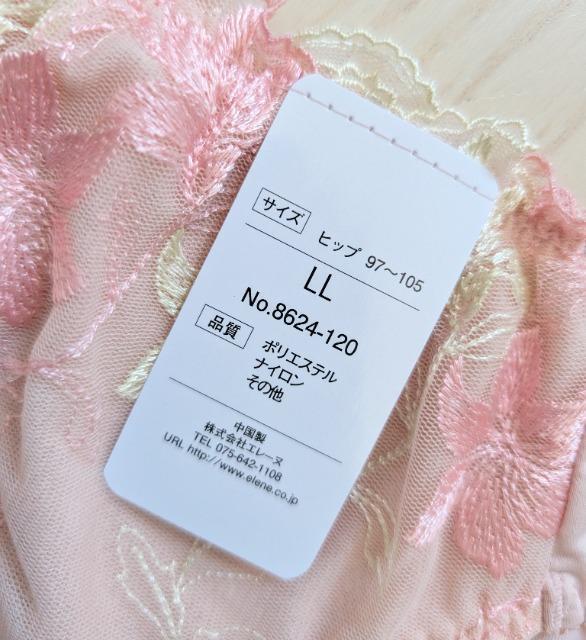 サイズ ヒップ 97～105
LL
No.8624-120
品質 ポリエステル
ナイロン
その他
中国製
株式会社エレーヌ
TEL 075-642-1108
URL http://www.elene.co.jp